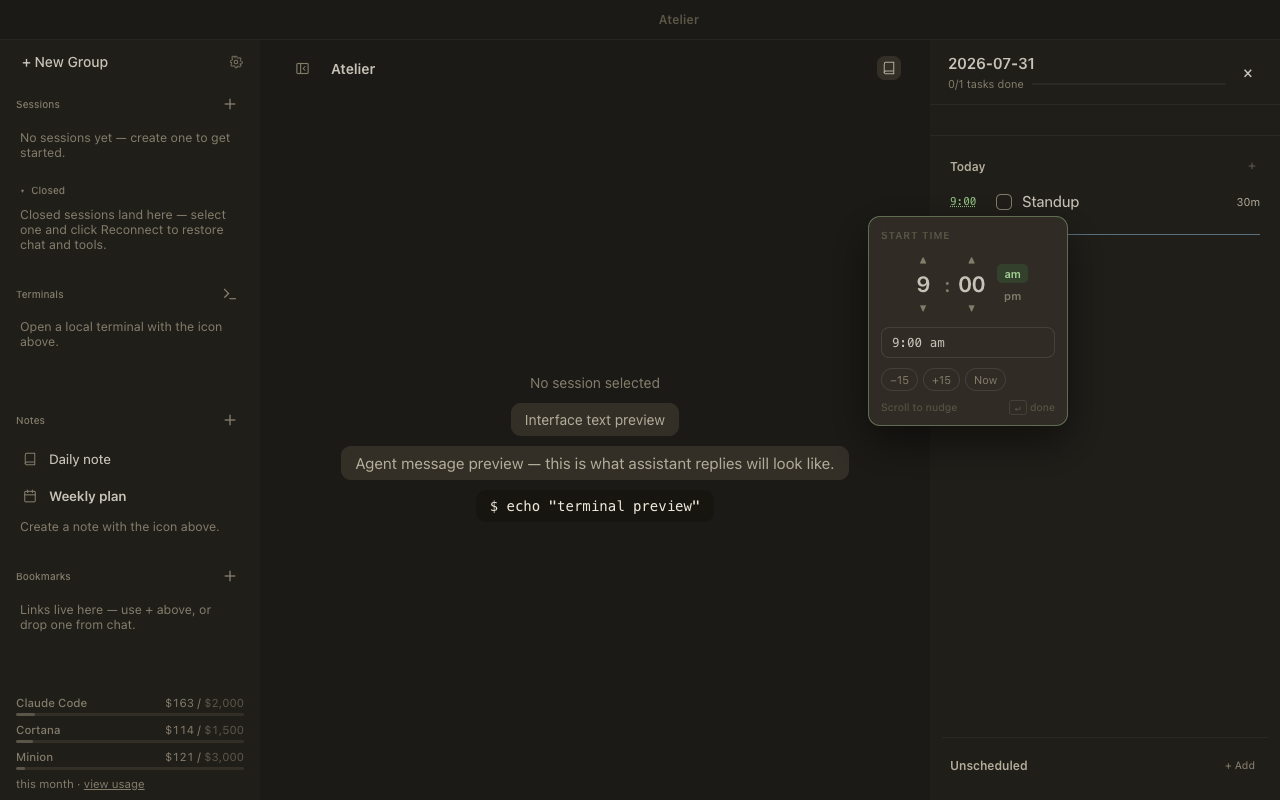 Atelier
+ New Group
Sessions
No sessions yet — create one to get
started.
Closed
Closed sessions land here — select
one and click Reconnect to restore
chat and tools.
Terminals
Open a local terminal with the icon
above.
Notes
Daily note
Weekly plan
Create a note with the icon above.
Bookmarks
Links live here — use + above, or
drop one from chat.
Claude Code $163 / $2,000
Cortana $114 / $1,500
Minion $121 / $3,000
this month · view usage
Atelier
No session selected
Interface text preview
Agent message preview — this is what assistant replies will look like.
$ echo "terminal preview"
2026-07-31
0/1 tasks done
Today
9:00 Standup 30m
START TIME
9 : 00 am
pm
9:00 am
−15 +15 Now
Scroll to nudge ↵ done
Unscheduled + Add